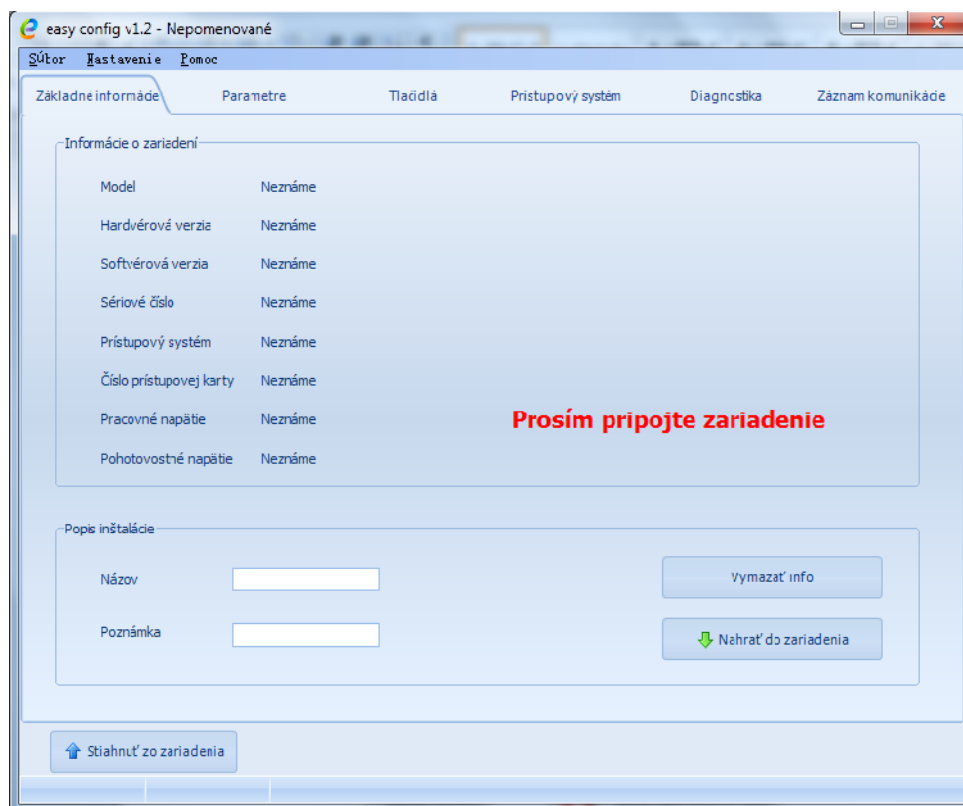 easy config v1.2 - Nepomenované
SÚbor Nastavenie Pomoc
Základné informácie Parametre Tlačidlá Prístupový systém Diagnostika Záznam komunikácie
Informácie o zariadení
Model Neznáme
Hardvérová verzia Neznáme
Softvérová verzia Neznáme
Sériové číslo Neznáme
Prístupový systém Neznáme
Číslo prístupovej karty Neznáme
Pracovné napätie Neznáme
Prosím pripojte zariadenie
Pohotovostné napätie Neznáme
Popis inštalácie
Názov
Vymazať info
Poznámka
Nahrať do zariadenia
Stiahnuť zo zariadenia